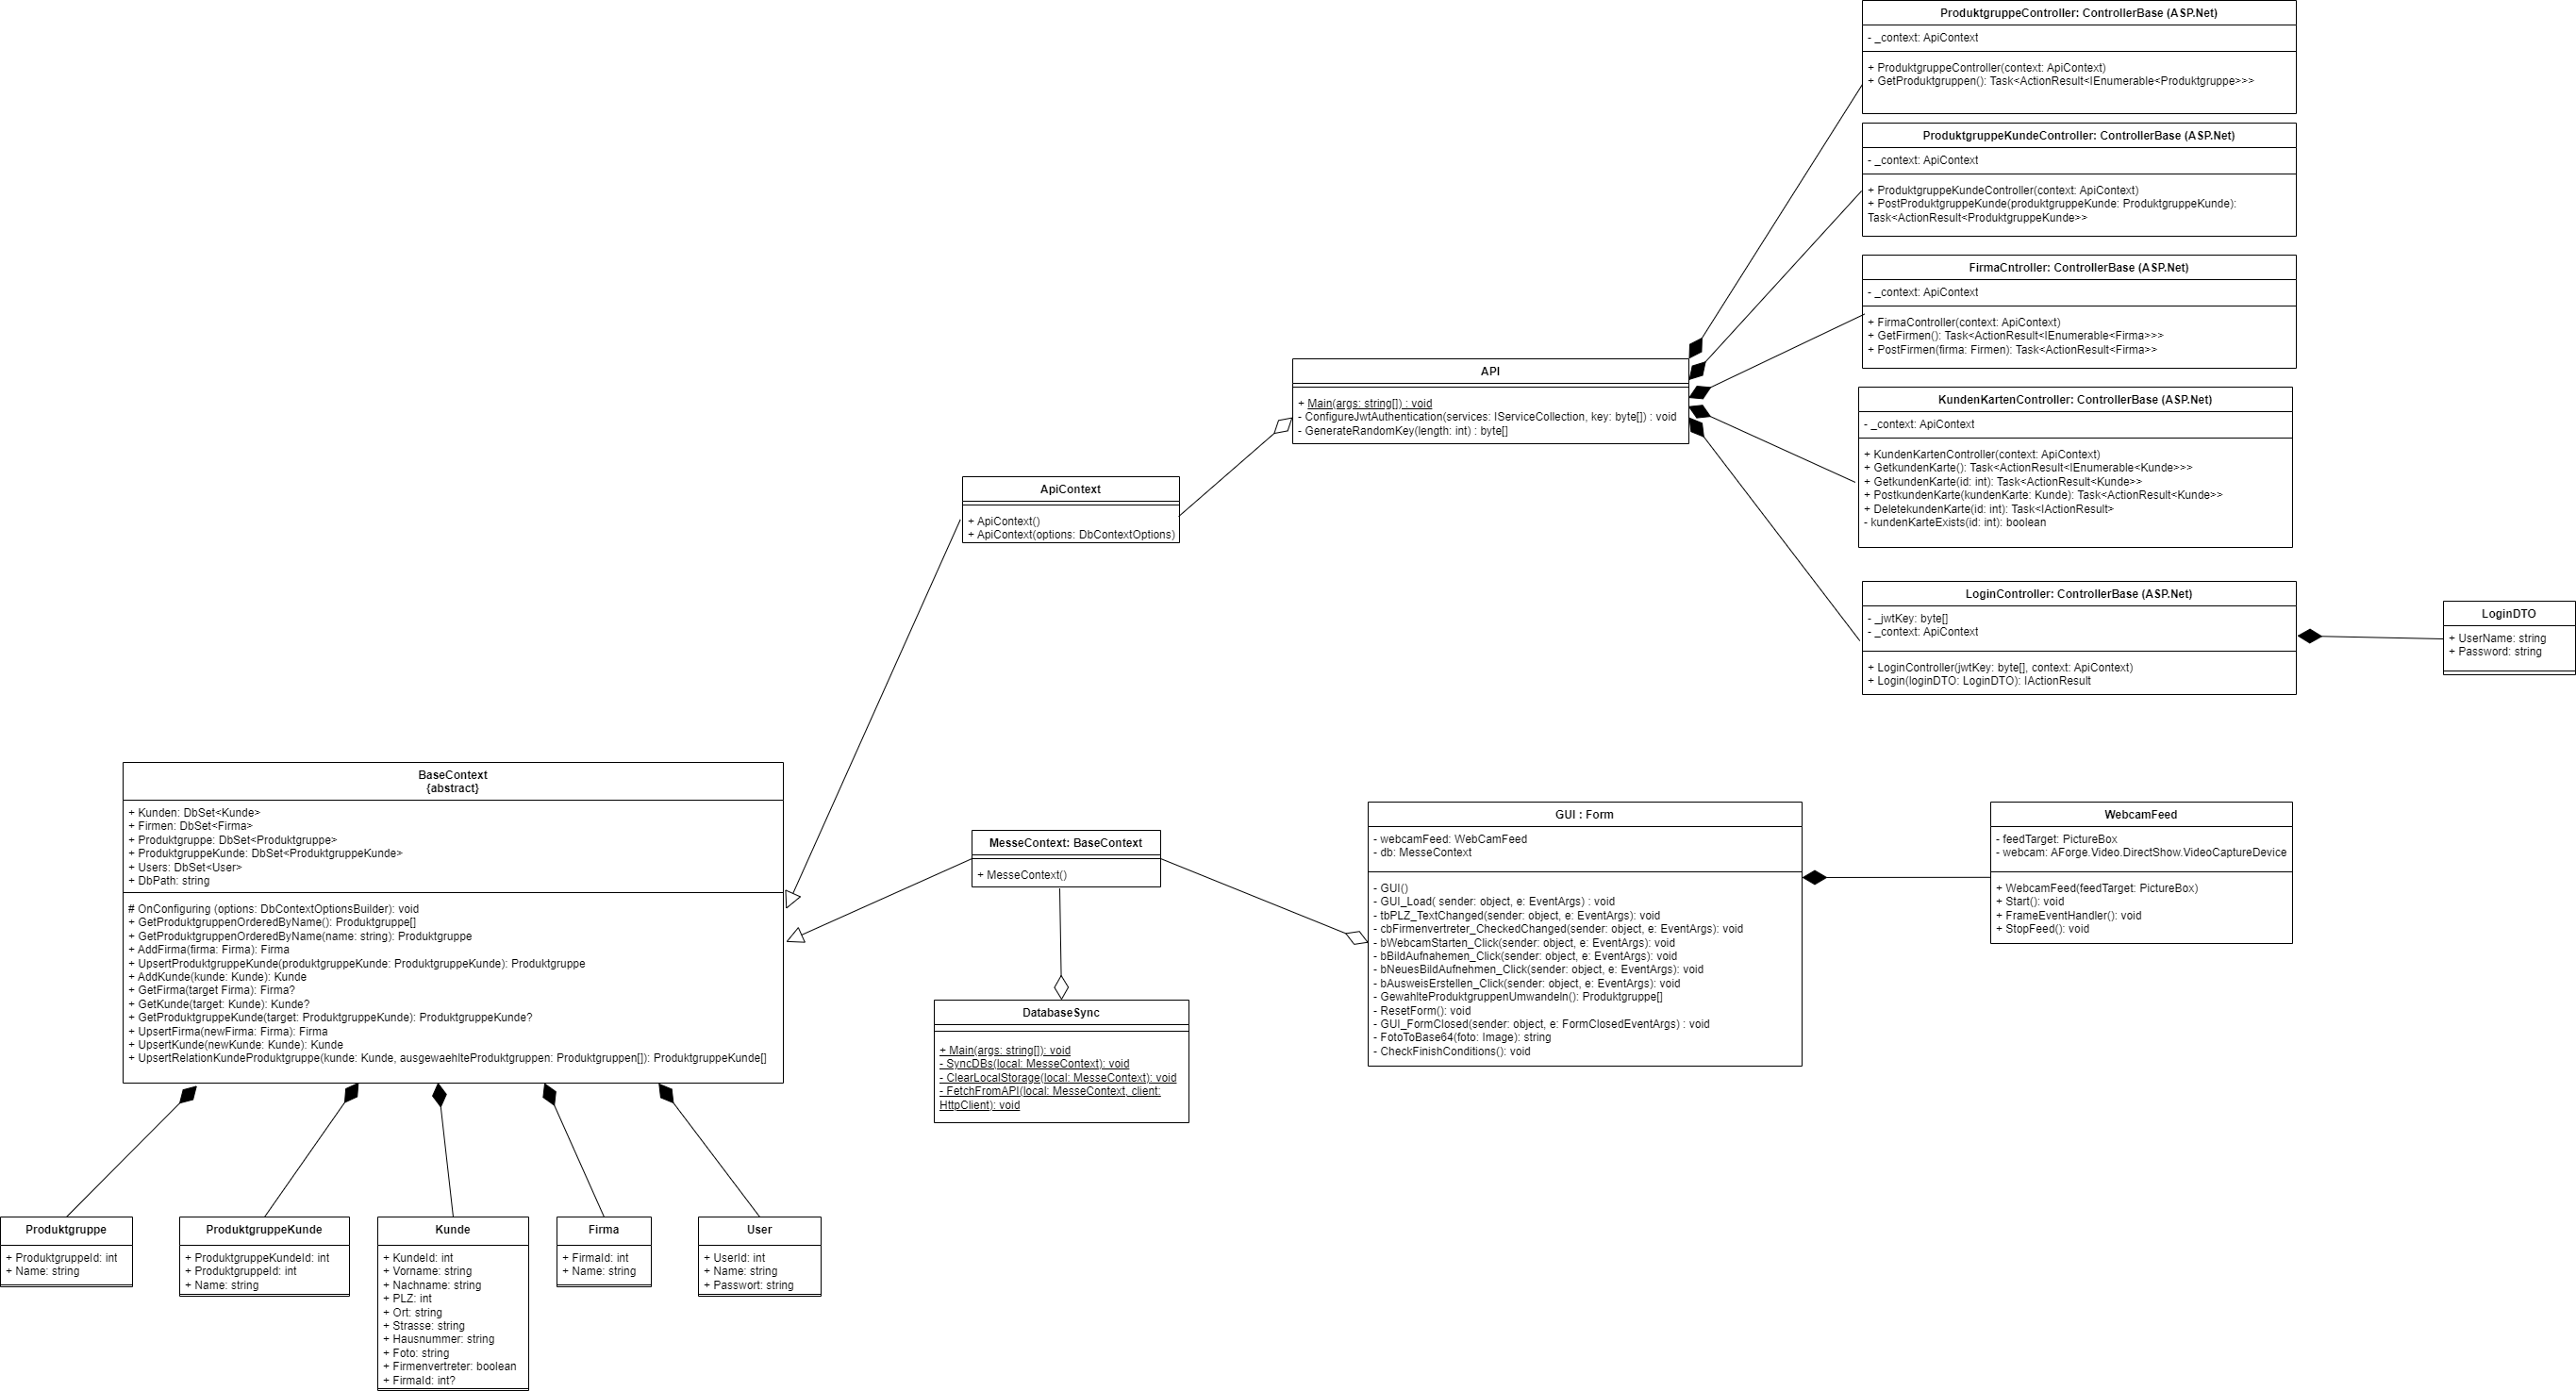 ProduktgruppeController: ControllerBase (ASP.Net)
- _context: ApiContext
+ ProduktgruppeController(context: ApiContext)
+ GetProduktgruppen(): Task<ActionResult<IEnumerable<Produktgruppe>>>
ProduktgruppeKundeController: ControllerBase (ASP.Net)
- _context: ApiContext
+ ProduktgruppeKundeController(context: ApiContext)
+ PostProduktgruppeKunde(produktgruppeKunde: ProduktgruppeKunde):
Task<ActionResult<ProduktgruppeKunde>>
FirmaCntroller: ControllerBase (ASP.Net)
- _context: ApiContext
+ FirmaController(context: ApiContext)
+ GetFirmen(): Task<ActionResult<IEnumerable<Firma>>>
+ PostFirmen(firma: Firmen): Task<ActionResult<Firma>>
API
+ Main(args: string[]) : void
- ConfigureJwtAuthentication(services: IServiceCollection, key: byte[]) : void
- GenerateRandomKey(length: int) : byte[]
KundenKartenController: ControllerBase (ASP.Net)
- _context: ApiContext
+ KundenKartenController(context: ApiContext)
+ GetkundenKarte(): Task<ActionResult<IEnumerable<Kunde>>>
+ GetkundenKarte(id: int): Task<ActionResult<Kunde>>
+ PostkundenKarte(kundenKarte: Kunde): Task<ActionResult<Kunde>>
+ DeletekundenKarte(id: int): Task<IActionResult>
- kundenKarteExists(id: int): boolean
ApiContext
+ ApiContext()
+ ApiContext(options: DbContextOptions)
LoginController: ControllerBase (ASP.Net)
- _jwtKey: byte[]
- _context: ApiContext
+ LoginController(jwtKey: byte[], context: ApiContext)
+ Login(loginDTO: LoginDTO): IActionResult
LoginDTO
+ UserName: string
+ Password: string
BaseContext
{abstract}
+ Kunden: DbSet<Kunde>
+ Firmen: DbSet<Firma>
+ Produktgruppe: DbSet<Produktgruppe>
+ ProduktgruppeKunde: DbSet<ProduktgruppeKunde>
+ Users: DbSet<User>
+ DbPath: string
# OnConfiguring (options: DbContextOptionsBuilder): void
+ GetProduktgruppenOrderedByName(): Produktgruppe[]
+ GetProduktgruppenOrderedByName(name: string): Produktgruppe
+ AddFirma(firma: Firma): Firma
+ UpsertProduktgruppeKunde(produktgruppeKunde: ProduktgruppeKunde): Produktgruppe
+ AddKunde(kunde: Kunde): Kunde
+ GetFirma(target Firma): Firma?
+ GetKunde(target: Kunde): Kunde?
+ GetProduktgruppeKunde(target: ProduktgruppeKunde): ProduktgruppeKunde?
+ UpsertFirma(newFirma: Firma): Firma
+ UpsertKunde(newKunde: Kunde): Kunde
+ UpsertRelationKundeProduktgruppe(kunde: Kunde, ausgewaehlteProduktgruppen: Produktgruppen[]): ProduktgruppeKunde[]
MesseContext: BaseContext
+ MesseContext()
GUI : Form
- webcamFeed: WebCamFeed
- db: MesseContext
- GUI()
- GUI_Load( sender: object, e: EventArgs) : void
- tbPLZ_TextChanged(sender: object, e: EventArgs): void
- cbFirmenvertreter_CheckedChanged(sender: object, e: EventArgs): void
- bWebcamStarten_Click(sender: object, e: EventArgs): void
- bBildAufnahemen_Click(sender: object, e: EventArgs): void
- bNeuesBildAufnehmen_Click(sender: object, e: EventArgs): void
- bAusweisErstellen_Click(sender: object, e: EventArgs): void
- GewahlteProduktgruppenUmwandeln(): Produktgruppe[]
- ResetForm(): void
- GUI_FormClosed(sender: object, e: FormClosedEventArgs) : void
- FotoToBase64(foto: Image): string
- CheckFinishConditions(): void
WebcamFeed
- feedTarget: PictureBox
- webcam: AForge.Video.DirectShow.VideoCaptureDevice
+ WebcamFeed(feedTarget: PictureBox)
+ Start(): void
+ FrameEventHandler(): void
+ StopFeed(): void
DatabaseSync
+ Main(args: string[]): void
- SyncDBs(local: MesseContext): void
- ClearLocalStorage(local: MesseContext): void
- FetchFromAPI(local: MesseContext, client:
HttpClient): void
Produktgruppe
+ ProduktgruppeId: int
+ Name: string
ProduktgruppeKunde
+ ProduktgruppeKundeId: int
+ ProduktgruppeId: int
+ Name: string
Kunde
+ KundeId: int
+ Vorname: string
+ Nachname: string
+ PLZ: int
+ Ort: string
+ Strasse: string
+ Hausnummer: string
+ Foto: string
+ Firmenvertreter: boolean
+ FirmaId: int?
Firma
+ FirmaId: int
+ Name: string
User
+ UserId: int
+ Name: string
+ Passwort: string